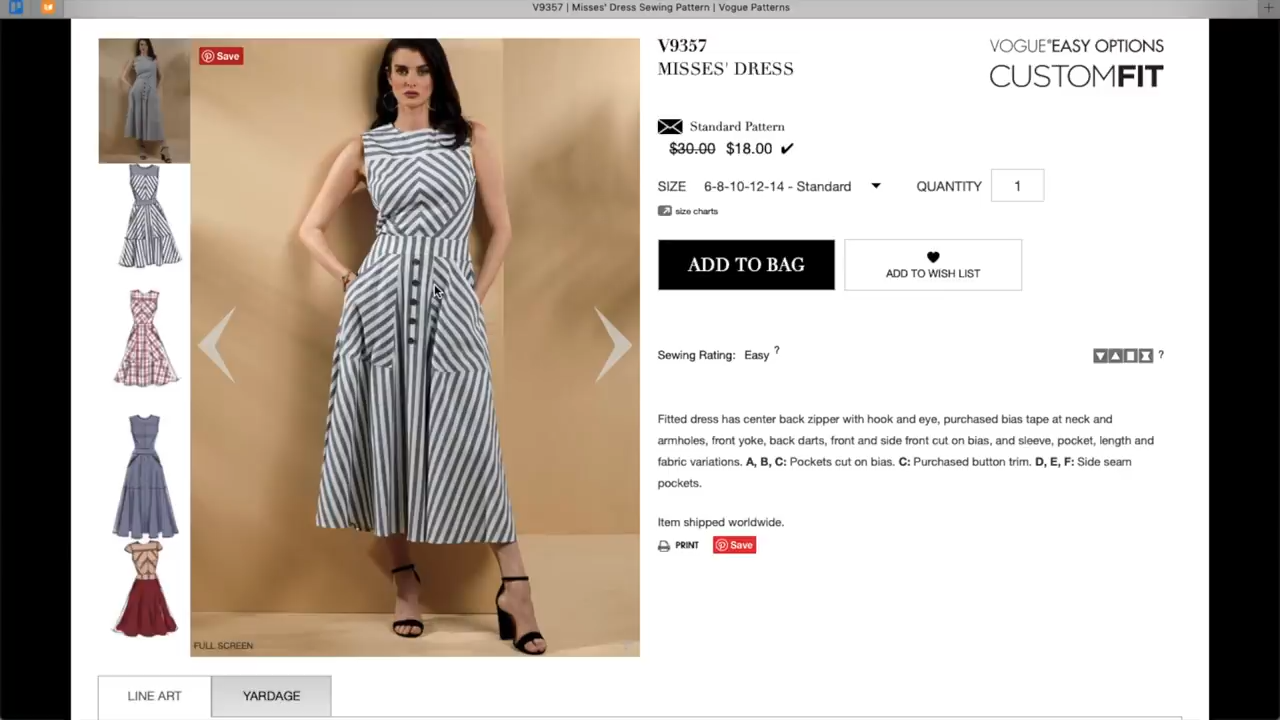 V9357 | Misses' Dress Sewing Pattern | Vogue Patterns
Save
V9357
MISSES' DRESS
VOGUE®EASY OPTIONS
CUSTOMFIT
Standard Pattern
$30.00 $18.00 ✔
SIZE 6-8-10-12-14 - Standard QUANTITY 1
size charts
ADD TO BAG
ADD TO WISH LIST
Sewing Rating: Easy ?
?
Fitted dress has center back zipper with hook and eye, purchased bias tape at neck and
armholes, front yoke, back darts, front and side front cut on bias, and sleeve, pocket, length and
fabric variations. A, B, C: Pockets cut on bias. C: Purchased button trim. D, E, F: Side seam
pockets.
Item shipped worldwide.
PRINT Save
FULL SCREEN
LINE ART YARDAGE